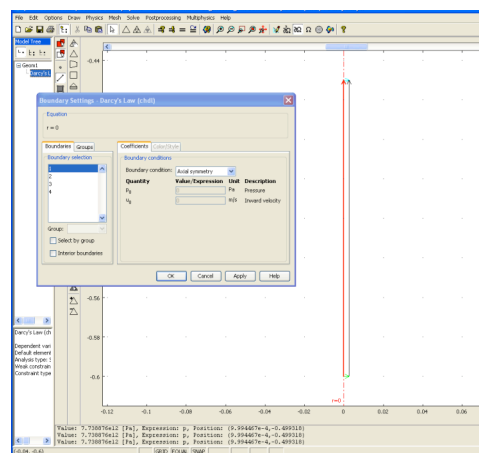 File Edit Options Draw Physics Mesh Solve Postprocessing Multiphysics Help
Model Tree
Geom1
Darcy's L
-0.44
Boundary Settings - Darcy's Law (chdl)
Equation
r = 0
Boundaries Groups
Coefficients Color/Style
Boundary selection
Boundary conditions
1
2
3
4
Boundary condition: Axial symmetry
Quantity Value/Expression Unit Description
p0 0 Pa Pressure
u0 0 m/s Inward velocity
Group:
Select by group
Interior boundaries
OK Cancel Apply Help
-0.56
-0.58
-0.6
Darcy's Law (ch
Dependent vari
Default element
Analysis type: S
Weak constrain
Constraint type
r=0
-0.12 -0.1 -0.08 -0.06 -0.04 -0.02 0 0.02 0.04 0.06
Value: 7.738876e12 [Pa], Expression: p, Position: (9.994467e-4,-0.499318)
Value: 7.738876e12 [Pa], Expression: p, Position: (9.994467e-4,-0.499318)
Value: 7.738876e12 [Pa], Expression: p, Position: (9.994467e-4,-0.499318)
(-0.04, -0.6) GRID EQUAL SNAP